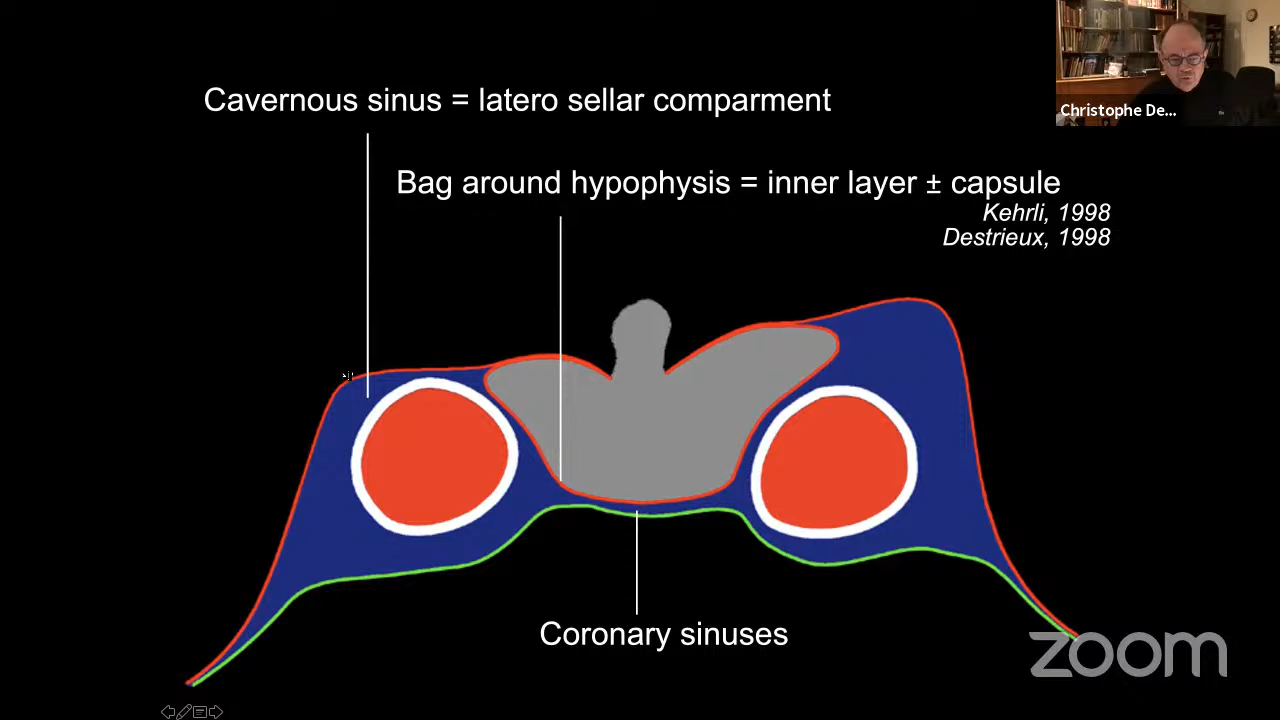 Cavernous sinus = latero sellar comparment
Bag around hypophysis = inner layer ± capsule
Kehrli, 1998
Destrieux, 1998
Coronary sinuses
Christophe De...
zoom